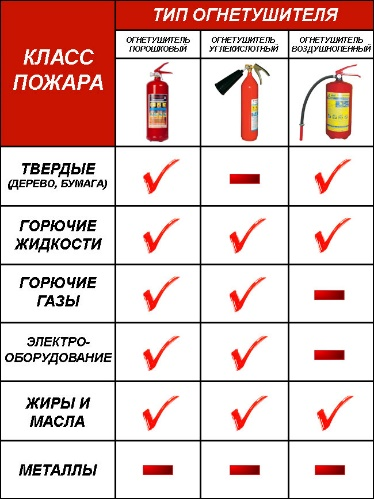 ТИП ОГНЕТУШИТЕЛЯ
КЛАСС
ПОЖАРА
ОГНЕТУШИТЕЛЬ
ПОРОШКОВЫЙ
ОГНЕТУШИТЕЛЬ
УГЛЕКИСЛОТНЫЙ
ОГНЕТУШИТЕЛЬ
ВОЗДУШНОПЕННЫЙ
ТВЕРДЫЕ
(ДЕРЕВО, БУМАГА)
ГОРЮЧИЕ
ЖИДКОСТИ
ГОРЮЧИЕ
ГАЗЫ
ЭЛЕКТРО-
ОБОРУДОВАНИЕ
ЖИРЫ И
МАСЛА
МЕТАЛЛЫ